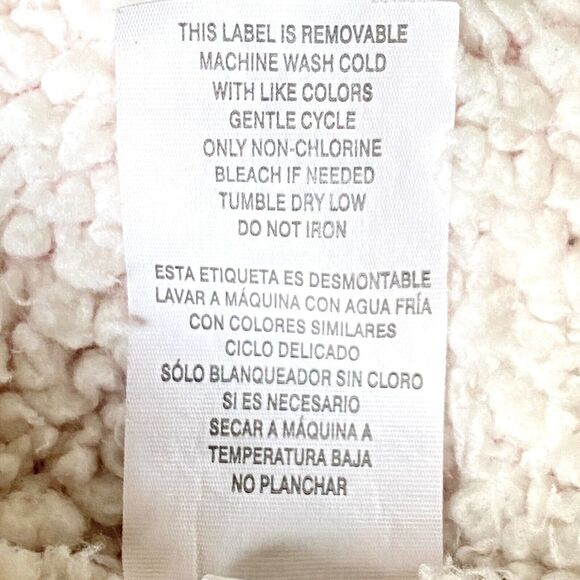 THIS LABEL IS REMOVABLE
MACHINE WASH COLD
WITH LIKE COLORS
GENTLE CYCLE
ONLY NON-CHLORINE
BLEACH IF NEEDED
TUMBLE DRY LOW
DO NOT IRON
ESTA ETIQUETA ES DESMONTABLE
LAVAR A MÁQUINA CON AGUA FRÍA
CON COLORES SIMILARES
CICLO DELICADO
SÓLO BLANQUEADOR SIN CLORO
SI ES NECESARIO
SECAR A MÁQUINA A
TEMPERATURA BAJA
NO PLANCHAR